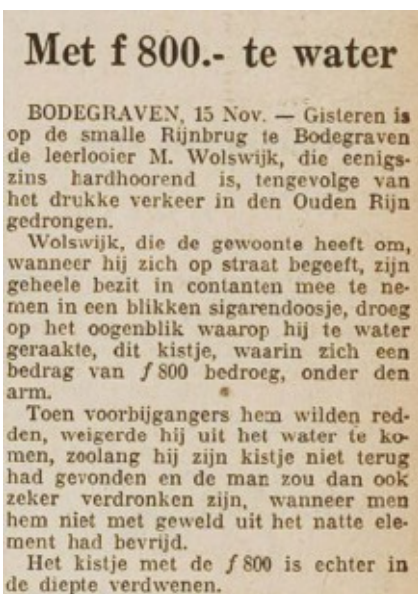 Met f 800.- te water
BODEGRAVEN, 15 Nov. — Gisteren is
op de smalle Rijnbrug te Bodegraven
de leerlooier M. Wolswijk, die eenigs-
zins hardhoorend is, tengevolge van
het drukke verkeer in den Ouden Rijn
gedrongen.
Wolswijk, die de gewoonte heeft om,
wanneer hij zich op straat begeeft, zijn
geheele bezit in contanten mee te ne-
men in een blikken sigarendoosje, droeg
op het oogenblik waarop hij te water
geraakte, dit kistje, waarin zich een
bedrag van f 800 bedroeg, onder den
arm.
Toen voorbijgangers hem wilden red-
den, weigerde hij uit het water te ko-
men, zoolang hij zijn kistje niet terug
had gevonden en de man zou dan ook
zeker verdronken zijn, wanneer men
hem niet met geweld uit het natte ele-
ment had bevrijd.
Het kistje met de f 800 is echter in
de diepte verdwenen.